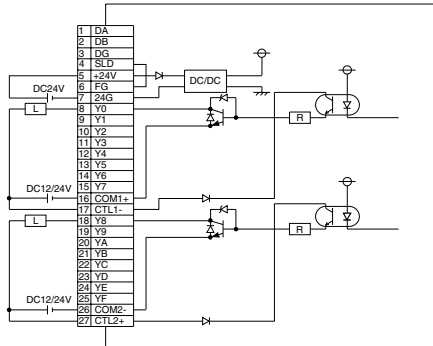 1 DA
2 DB
3 DG
4 SLD
5 +24V
6 FG
7 24G
8 Y0
9 Y1
10 Y2
11 Y3
12 Y4
13 Y5
14 Y6
15 Y7
16 COM1+
17 CTL1-
18 Y8
19 Y9
20 YA
21 YB
22 YC
23 YD
24 YE
25 YF
26 COM2-
27 CTL2+
DC24V
L
DC12/24V
L
DC12/24V
DC/DC
R
R